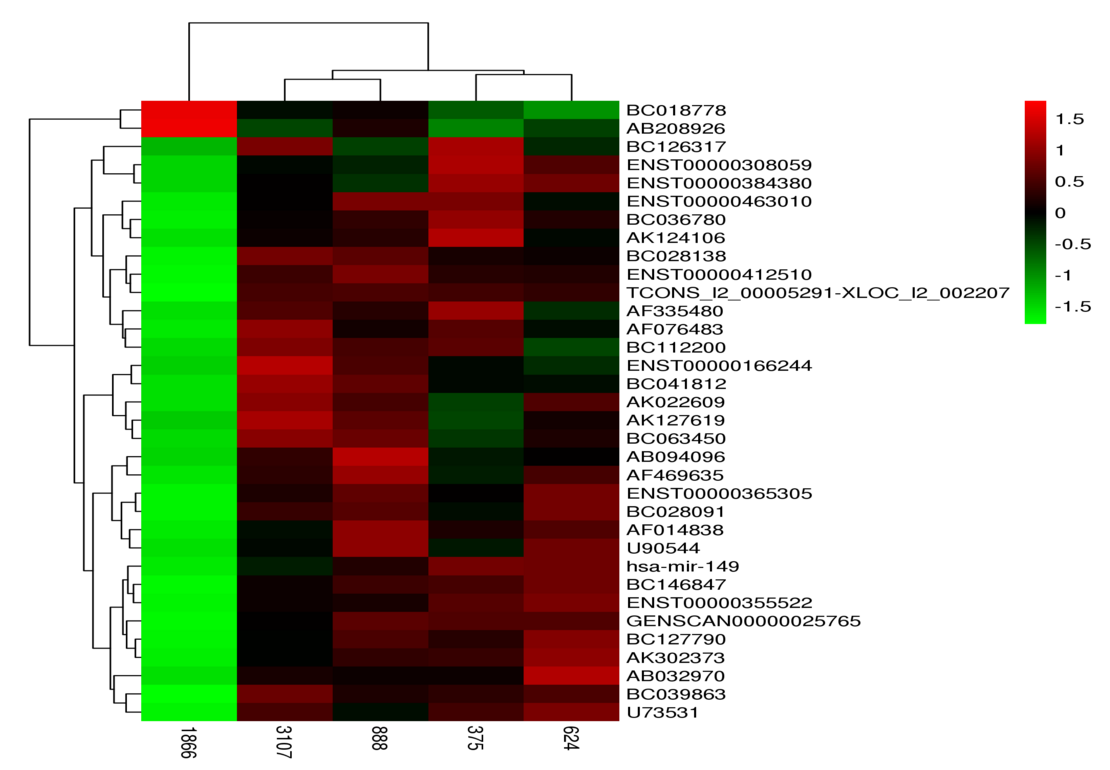 BC018778
AB208926
BC126317
ENST00000308059
ENST00000384380
ENST00000463010
BC036780
AK124106
BC028138
ENST00000412510
TCONS_l2_00005291-XLOC_l2_002207
AF335480
AF076483
BC112200
ENST00000166244
BC041812
AK022609
AK127619
BC063450
AB094096
AF469635
ENST00000365305
BC028091
AF014838
U90544
hsa-mir-149
BC146847
ENST00000355522
GENSCAN00000025765
BC127790
AK302373
AB032970
BC039863
U73531
1.5
1
0.5
0
-0.5
-1
-1.5
1866
3107
888
375
624